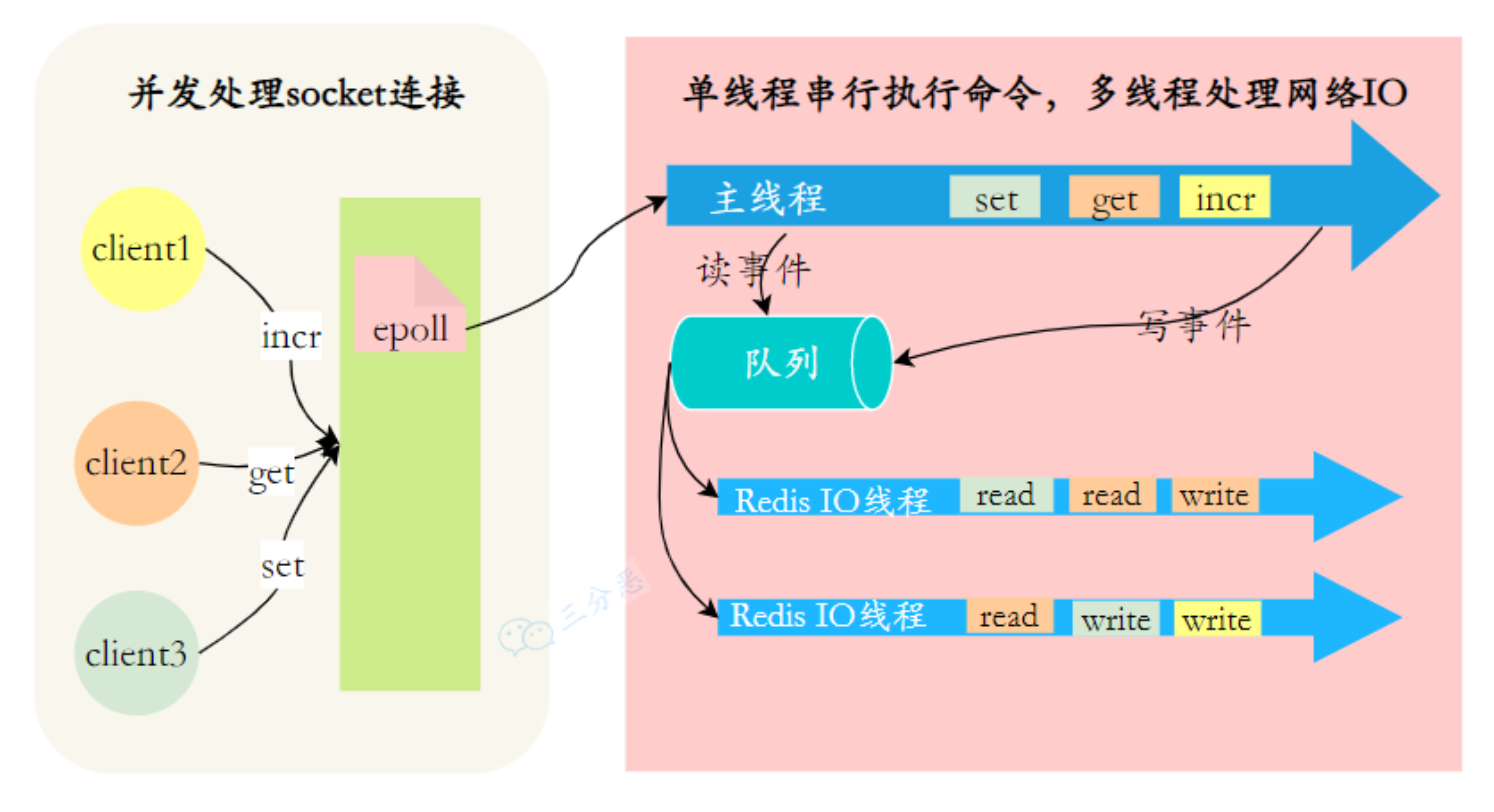 并发处理socket连接
client1
incr
epoll
client2
get
set
client3
单线程串行执行命令，多线程处理网络IO
主线程
set
get
incr
读事件
写事件
队列
Redis IO线程
read
read
write
Redis IO线程
read
write
write
三分恶